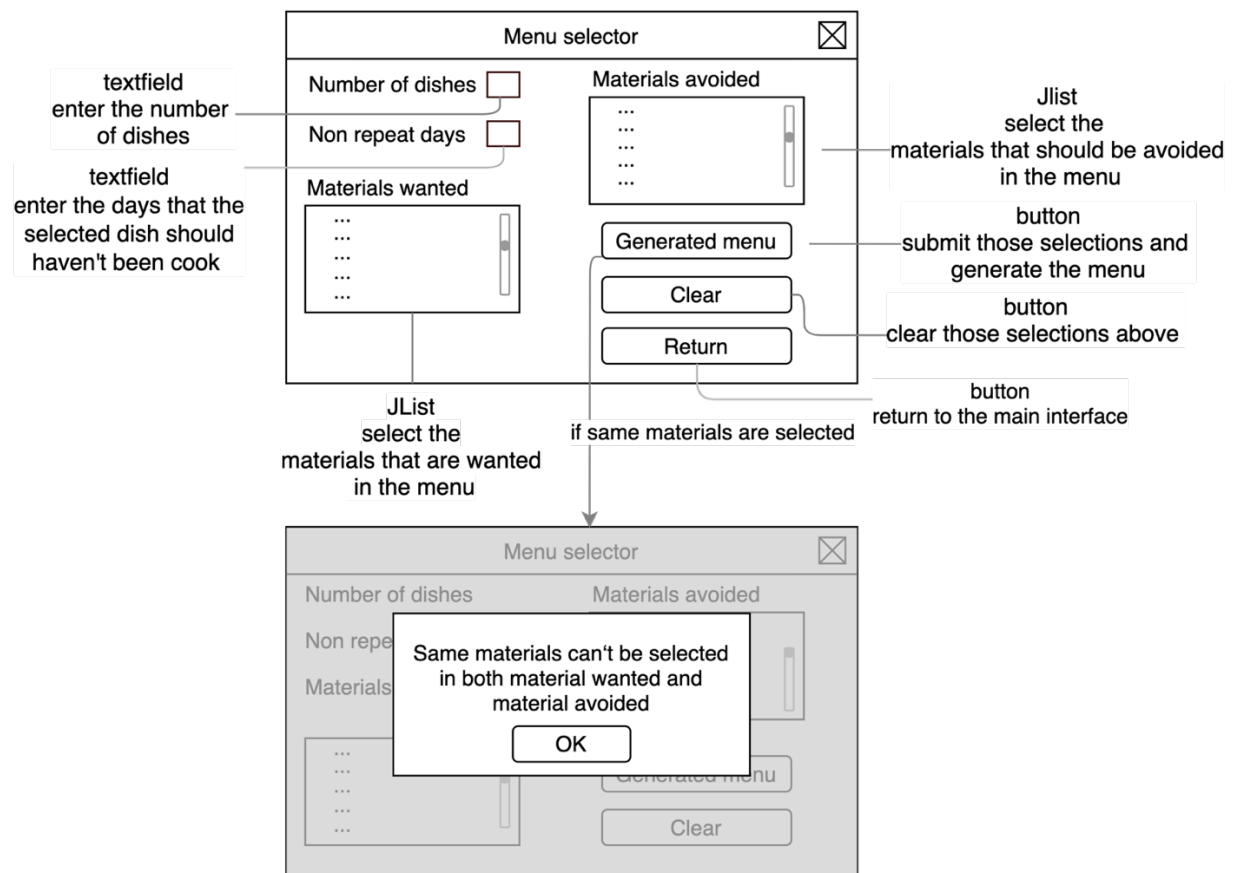 Menu selector
Number of dishes
Non repeat days
Materials wanted
...
...
...
...
...
Materials avoided
...
...
...
...
...
Generated menu
Clear
Return
textfield
enter the number
of dishes
textfield
enter the days that the
selected dish should
haven't been cook
JList
select the
materials that are wanted
in the menu
Jlist
select the
materials that should be avoided
in the menu
button
submit those selections and
generate the menu
button
clear those selections above
button
return to the main interface
if same materials are selected
Menu selector
Number of dishes
Materials avoided
Non repe
Materials
Same materials can't be selected
in both material wanted and
material avoided
OK
...
...
...
...
...
Generated menu
Clear